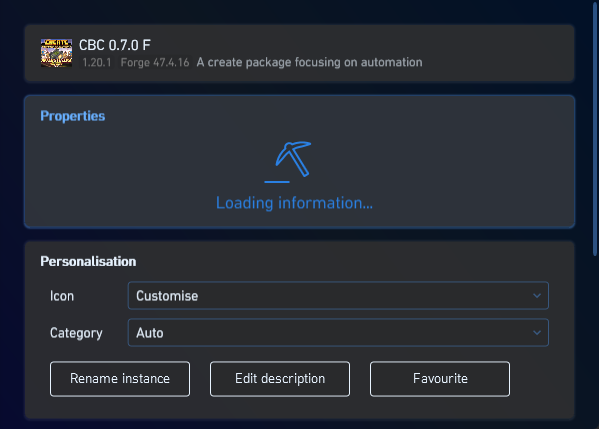 CBC 0.7.0 F
1.20.1 Forge 47.4.16 A create package focusing on automation
Properties
Loading information...
Personalisation
Icon Customise
Category Auto
Rename instance Edit description Favourite